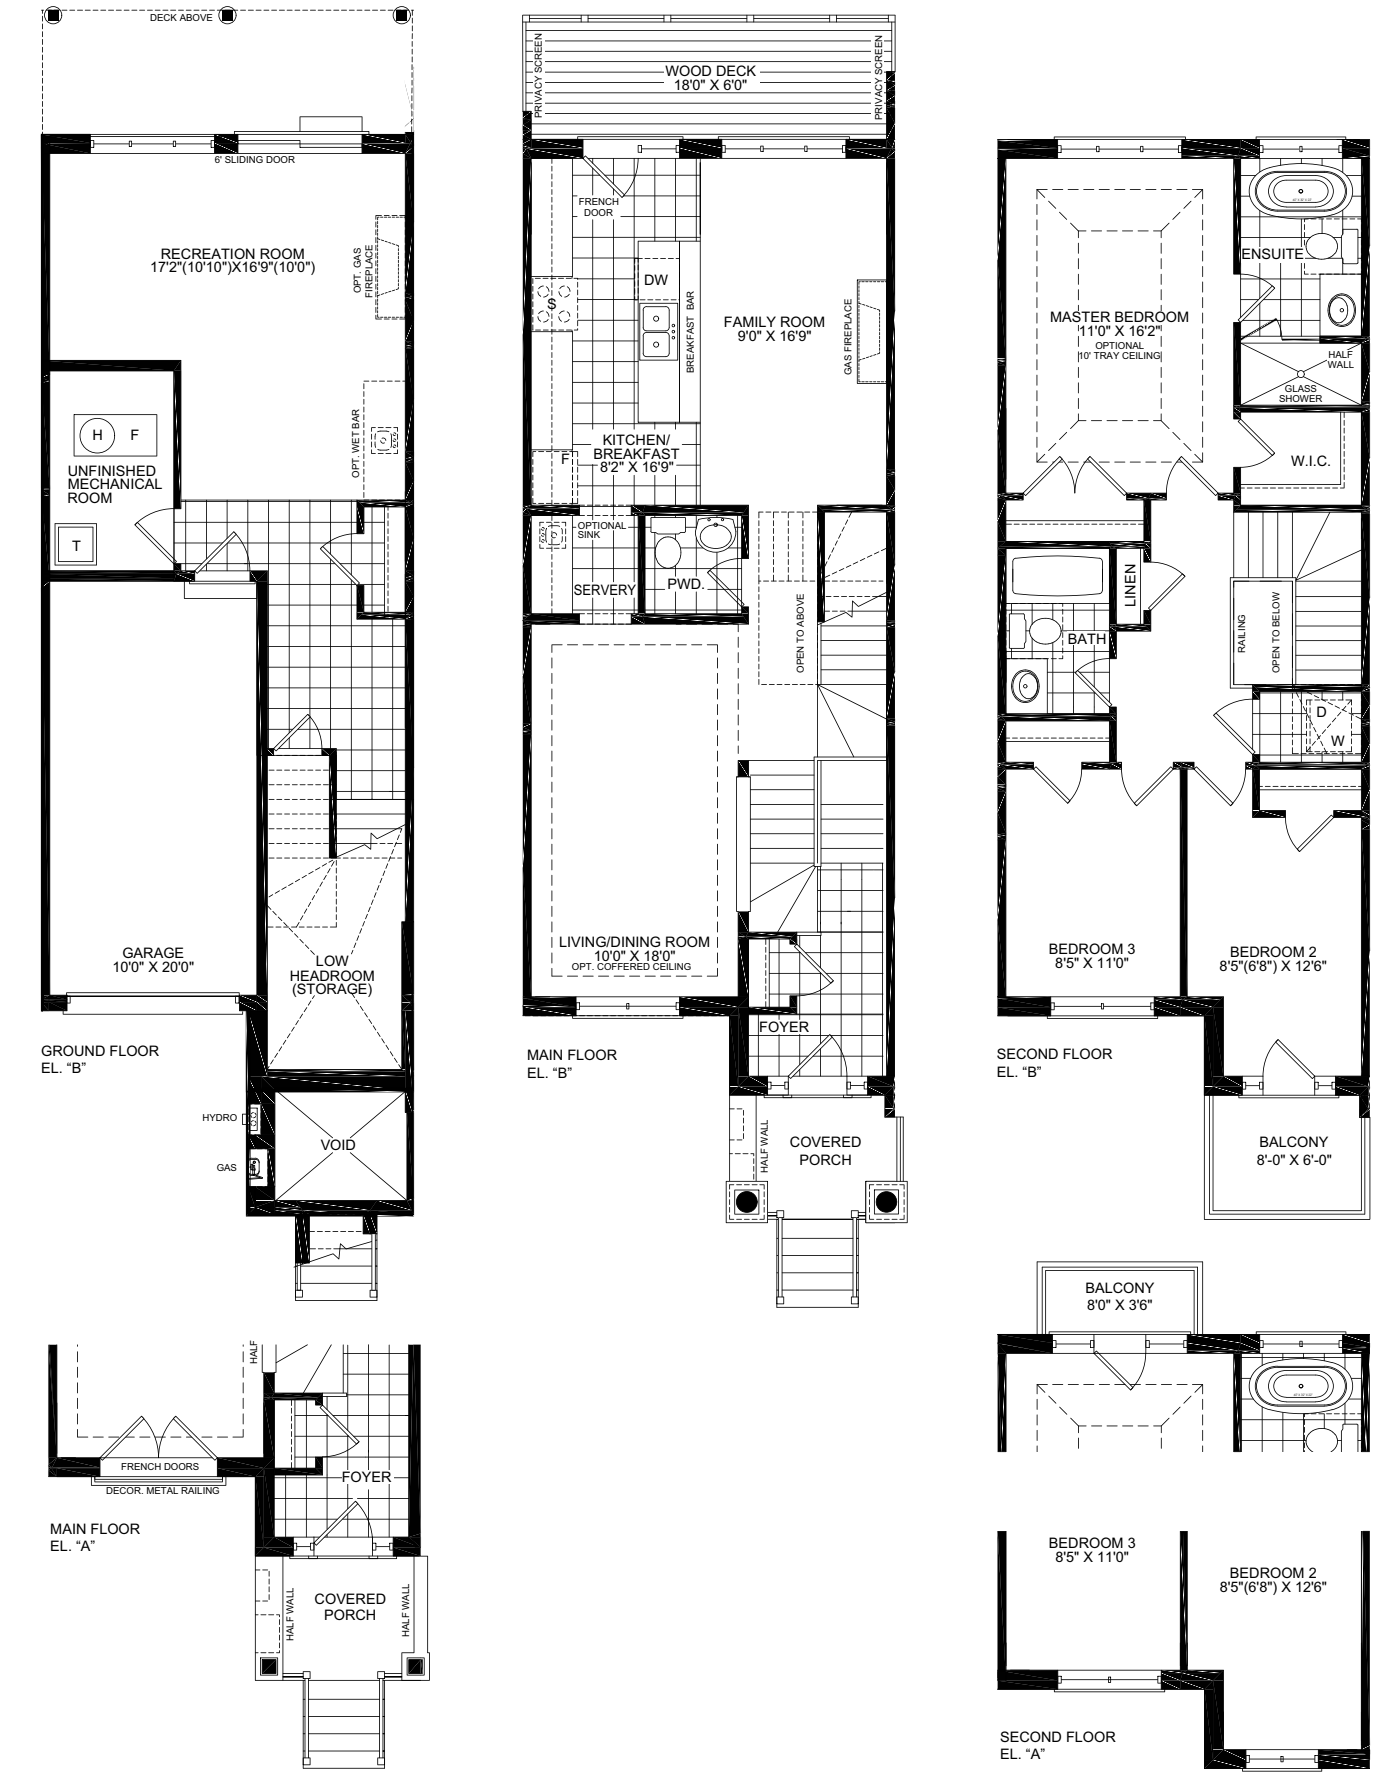 DECK ABOVE
6' SLIDING DOOR
RECREATION ROOM
17'2"(10'10")X16'9"(10'0")
OPT. GAS
FIREPLACE
OPT. WET BAR
H F
UNFINISHED
MECHANICAL
ROOM
T
GARAGE
10'0" X 20'0"
LOW
HEADROOM
(STORAGE)
GROUND FLOOR
EL. “B”
HYDRO
GAS
VOID
WOOD DECK
18'0" X 6'0"
PRIVACY SCREEN
PRIVACY SCREEN
FRENCH
DOOR
DW
S
BREAKFAST BAR
FAMILY ROOM
9'0" X 16'9"
GAS FIREPLACE
KITCHEN/
BREAKFAST
8'2" X 16'9"
F
OPTIONAL
SINK
SERVERY
PWD.
OPEN TO ABOVE
LIVING/DINING ROOM
10'0" X 18'0"
OPT. COFFERED CEILING
FOYER
MAIN FLOOR
EL. “B”
HALF WALL
COVERED
PORCH
ENSUITE
MASTER BEDROOM
11'0" X 16'2"
OPTIONAL
10' TRAY CEILING
HALF
WALL
GLASS
SHOWER
W.I.C.
LINEN
BATH
RAILING
OPEN TO BELOW
D
W
BEDROOM 3
8'5" X 11'0"
BEDROOM 2
8'5"(6'8") X 12'6"
SECOND FLOOR
EL. “B”
BALCONY
8'-0" X 6'-0"
HALF
FRENCH DOORS
DECOR. METAL RAILING
FOYER
MAIN FLOOR
EL. “A”
HALF WALL
COVERED
PORCH
HALF WALL
BALCONY
8'0" X 3'6"
BEDROOM 3
8'5" X 11'0"
BEDROOM 2
8'5"(6'8") X 12'6"
SECOND FLOOR
EL. “A”